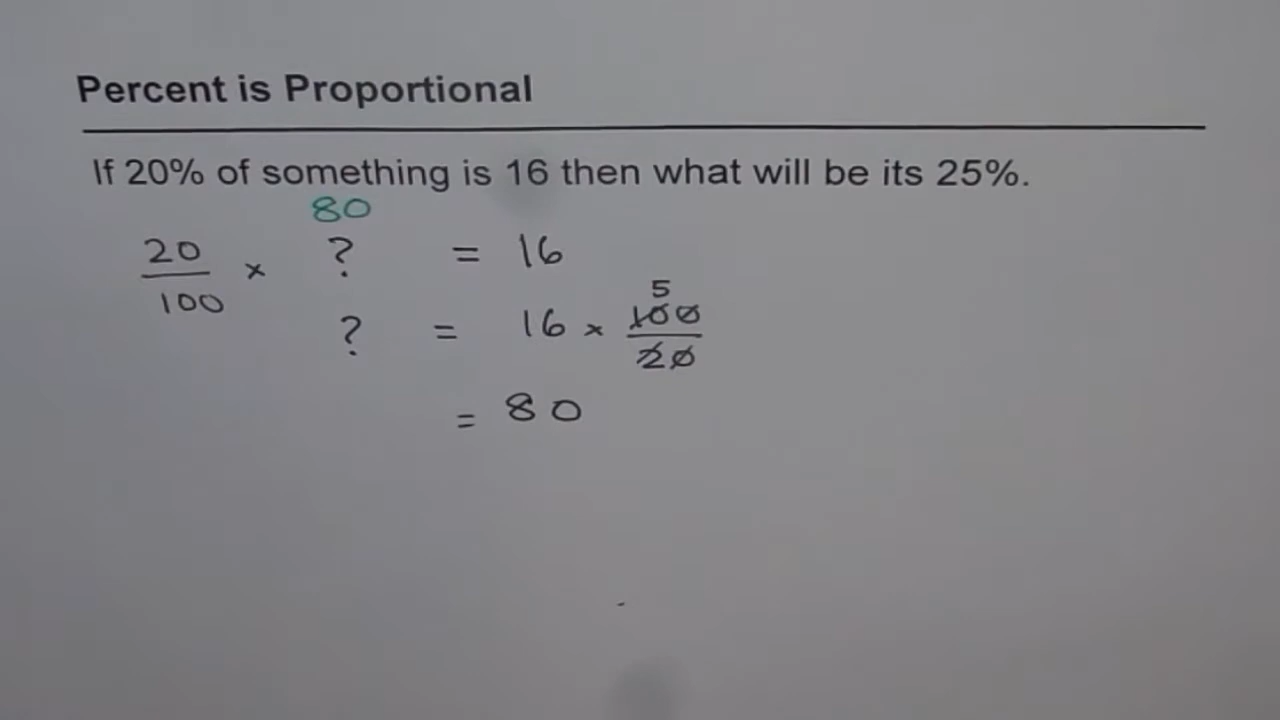 Percent is Proportional
If 20% of something is 16 then what will be its 25%.
80
20/100 × ? = 16
? = 16 × 100/20 5
= 80